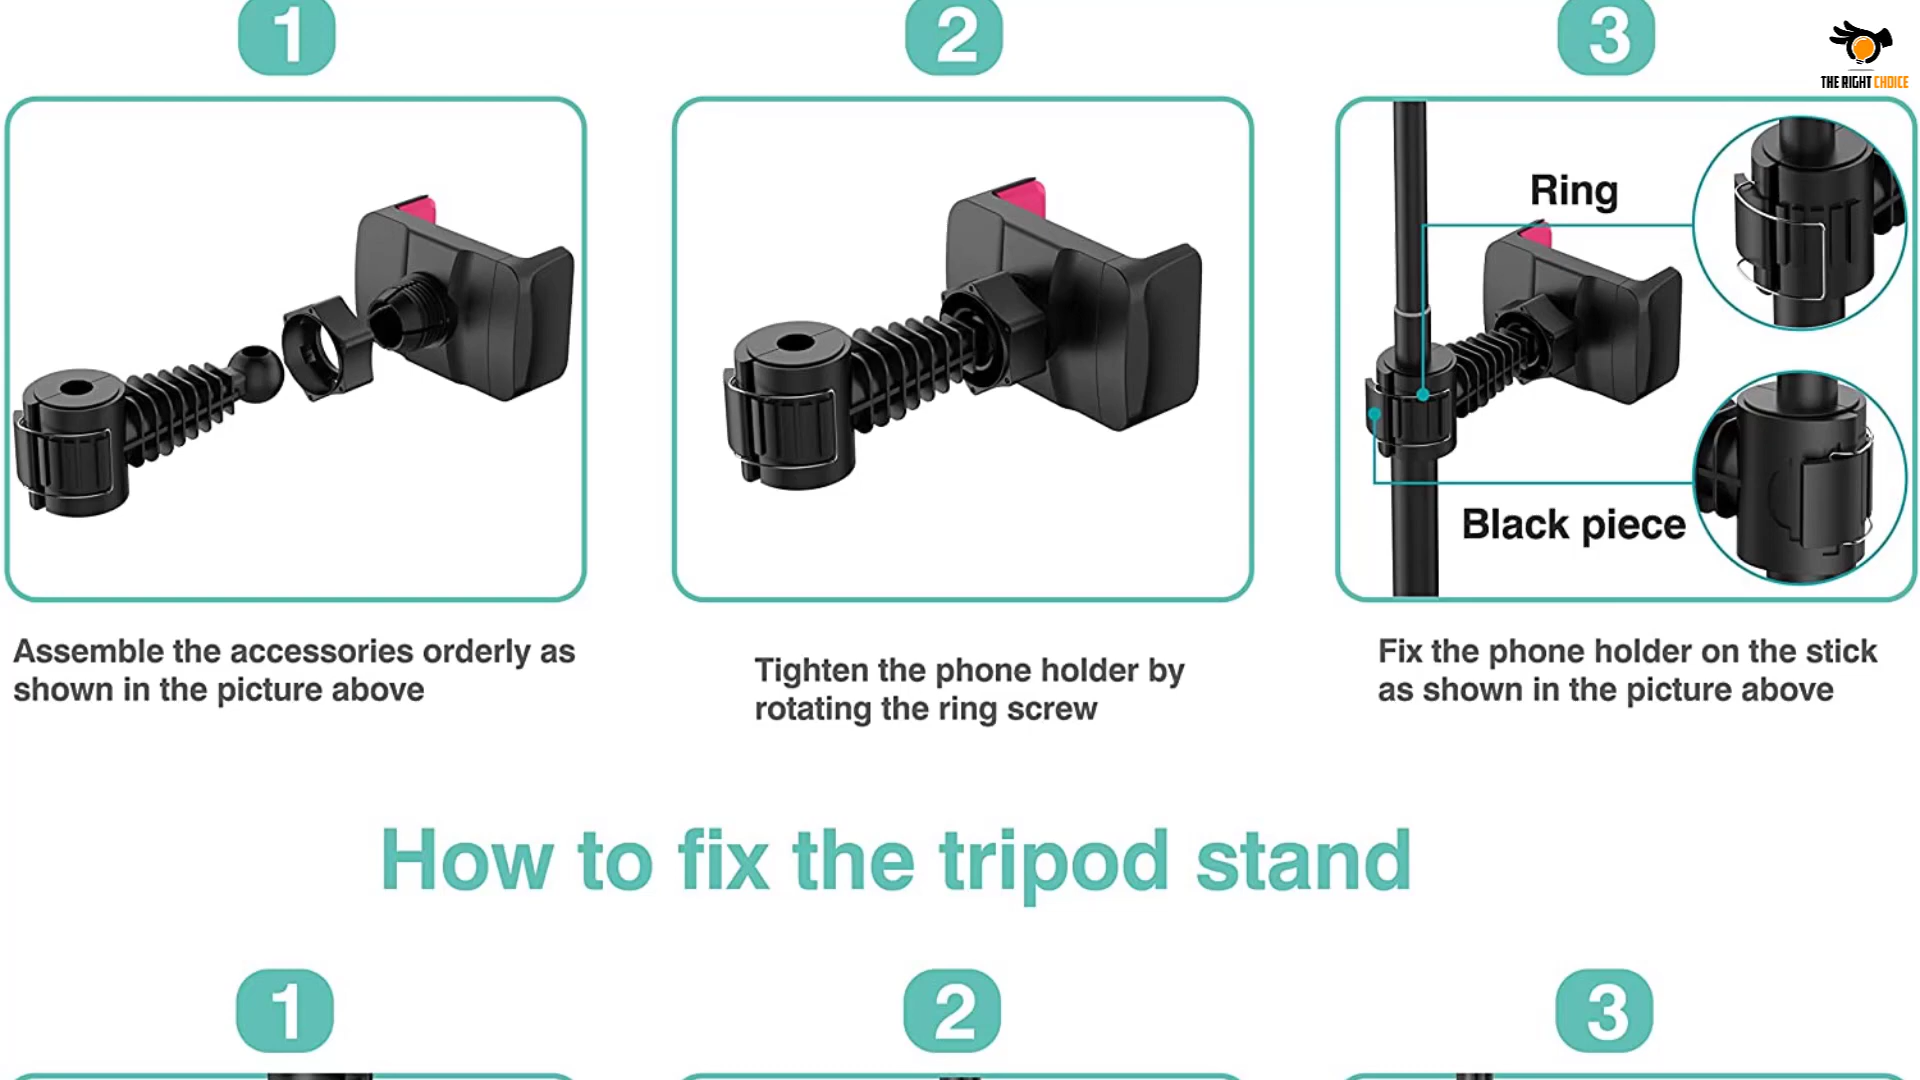 1
2
3
THE RIGHT CHOICE
Ring
Black piece
Assemble the accessories orderly as
shown in the picture above
Tighten the phone holder by
rotating the ring screw
Fix the phone holder on the stick
as shown in the picture above
How to fix the tripod stand
1
2
3